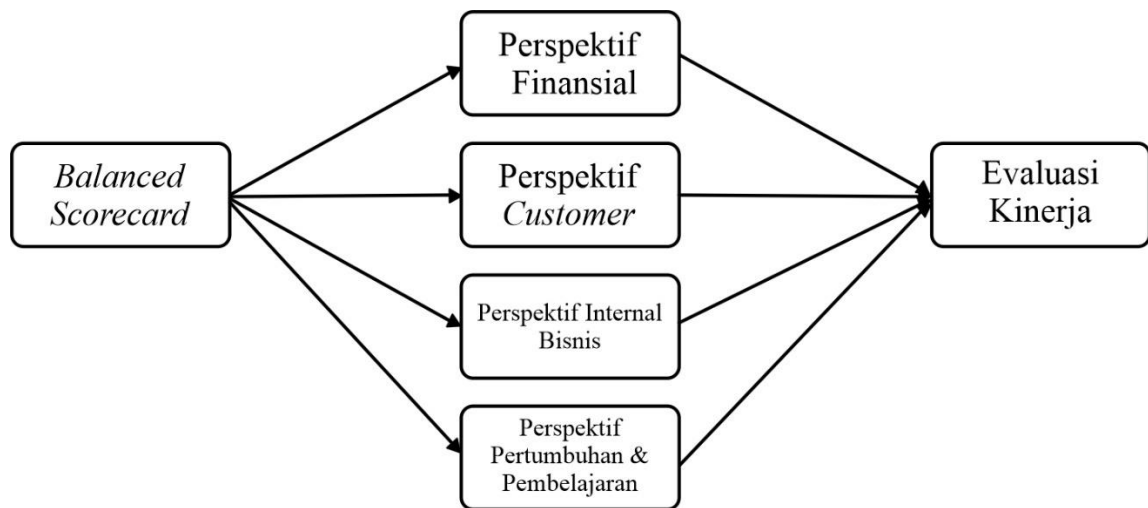 Balanced
Scorecard
Perspektif
Finansial
Perspektif
Customer
Perspektif Internal
Bisnis
Perspektif
Pertumbuhan &
Pembelajaran
Evaluasi
Kinerja